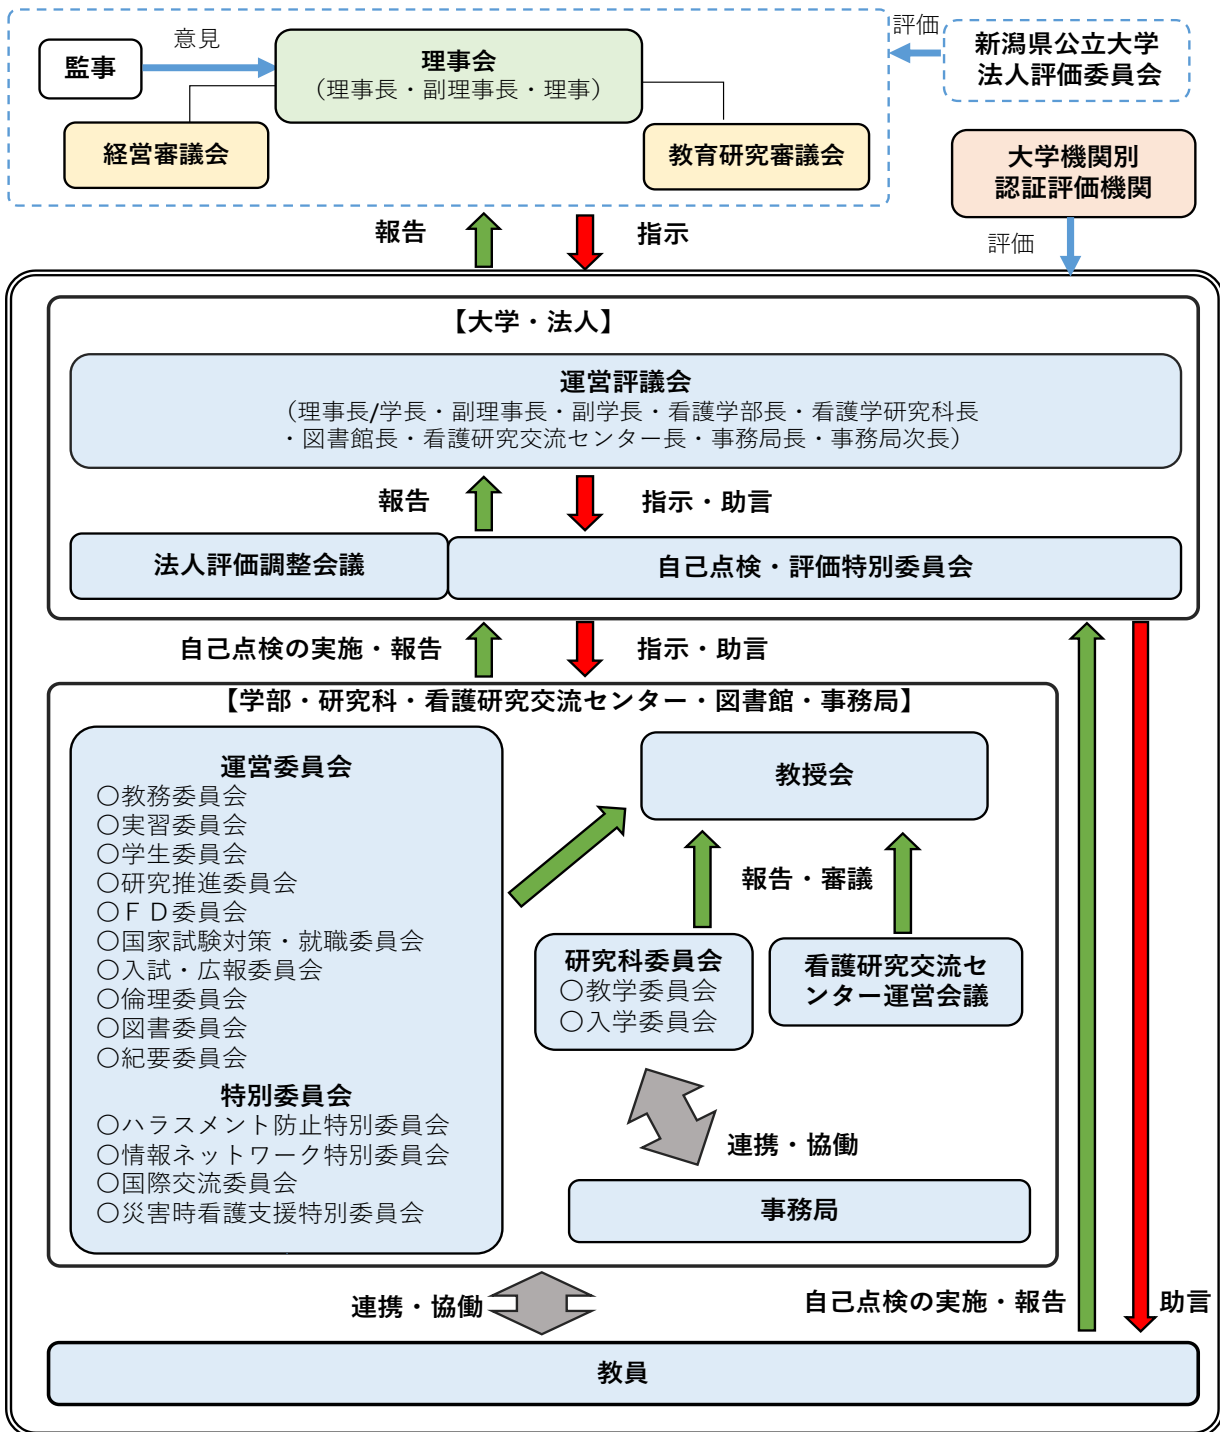 監事
意見
理事会
（理事長・副理事長・理事）
経営審議会
教育研究審議会
評価
新潟県公立大学
法人評価委員会
大学機関別
認証評価機関
評価
報告
指示
【大学・法人】
運営評議会
（理事長/学長・副理事長・副学長・看護学部長・看護学研究科長
・図書館長・看護研究交流センター長・事務局長・事務局次長）
報告
指示・助言
法人評価調整会議
自己点検・評価特別委員会
自己点検の実施・報告
指示・助言
【学部・研究科・看護研究交流センター・図書館・事務局】
運営委員会
〇教務委員会
〇実習委員会
〇学生委員会
〇研究推進委員会
〇ＦＤ委員会
〇国家試験対策・就職委員会
〇入試・広報委員会
〇倫理委員会
〇図書委員会
〇紀要委員会
特別委員会
〇ハラスメント防止特別委員会
〇情報ネットワーク特別委員会
〇国際交流委員会
〇災害時看護支援特別委員会
教授会
報告・審議
研究科委員会
〇教学委員会
〇入学委員会
看護研究交流セ
ンター運営会議
連携・協働
事務局
連携・協働
自己点検の実施・報告
助言
教員